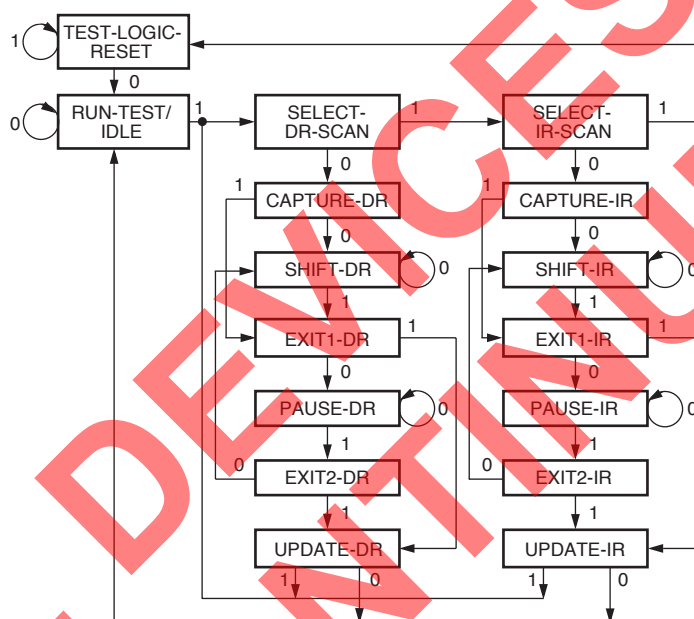 TEST-LOGIC-
RESET
1
0
RUN-TEST/
IDLE
0
1
SELECT-
DR-SCAN
1
SELECT-
IR-SCAN
1
0
0
1
CAPTURE-DR
1
CAPTURE-IR
0
0
SHIFT-DR
0
SHIFT-IR
0
1
1
EXIT1-DR
1
EXIT1-IR
1
0
0
PAUSE-DR
0
PAUSE-IR
0
1
1
0
EXIT2-DR
0
EXIT2-IR
1
1
UPDATE-DR
UPDATE-IR
1
0
1
0
DEVICES